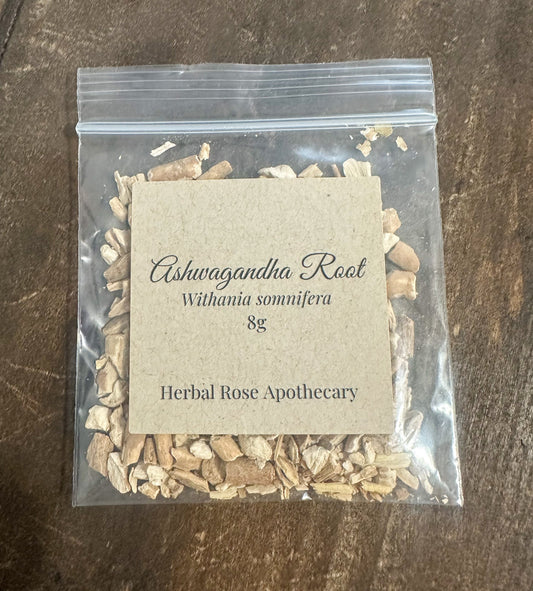 Ashwagandha Root
Withania somnifera
8g
Herbal Rose Apothecary